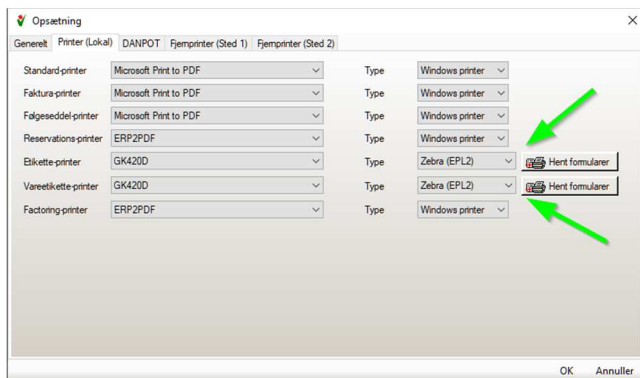 Opsætning
Generelt Printer (Lokal) DANPOT Fjernprinter (Sted 1) Fjernprinter (Sted 2)
Standard-printer Microsoft Print to PDF Type Windows printer
Faktura-printer Microsoft Print to PDF Type Windows printer
Følgeseddel-printer Microsoft Print to PDF Type Windows printer
Reservations-printer ERP2PDF Type Windows printer
Etikette-printer GK420D Type Zebra (EPL2) Hent formularer
Vareetikette-printer GK420D Type Zebra (EPL2) Hent formularer
Factoring-printer ERP2PDF Type Windows printer
OK Annuller